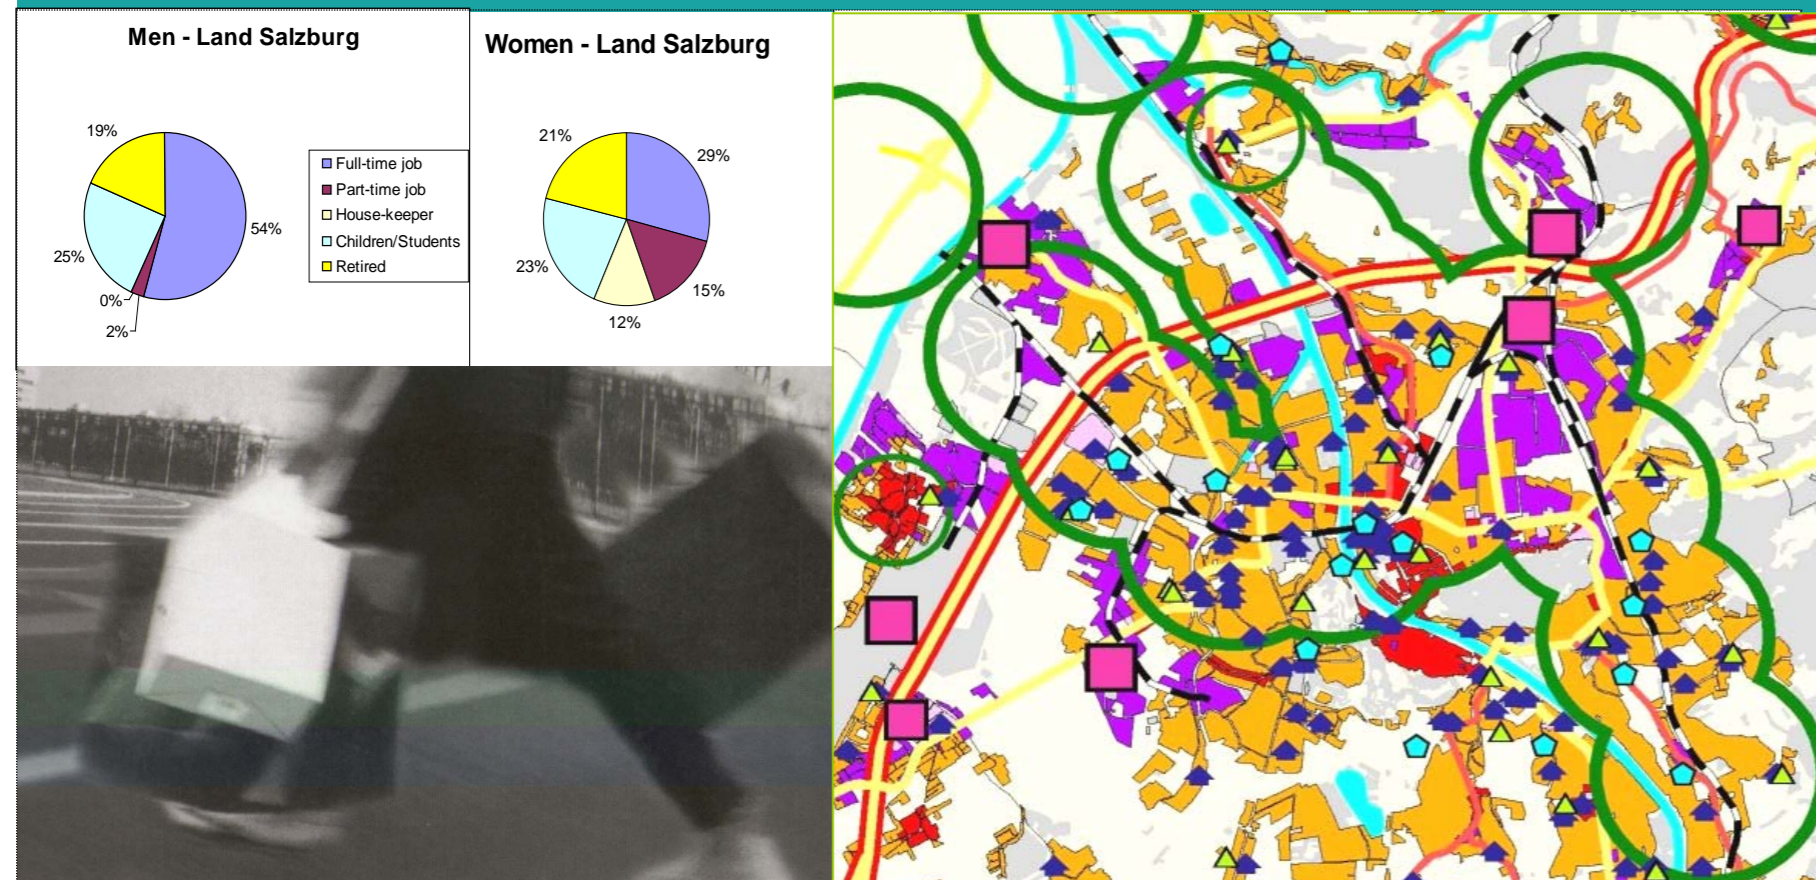 Men - Land Salzburg
19%
54%
25%
0%
2%
Full-time job
Part-time job
House-keeper
Children/Students
Retired
Women - Land Salzburg
21%
29%
23%
15%
12%